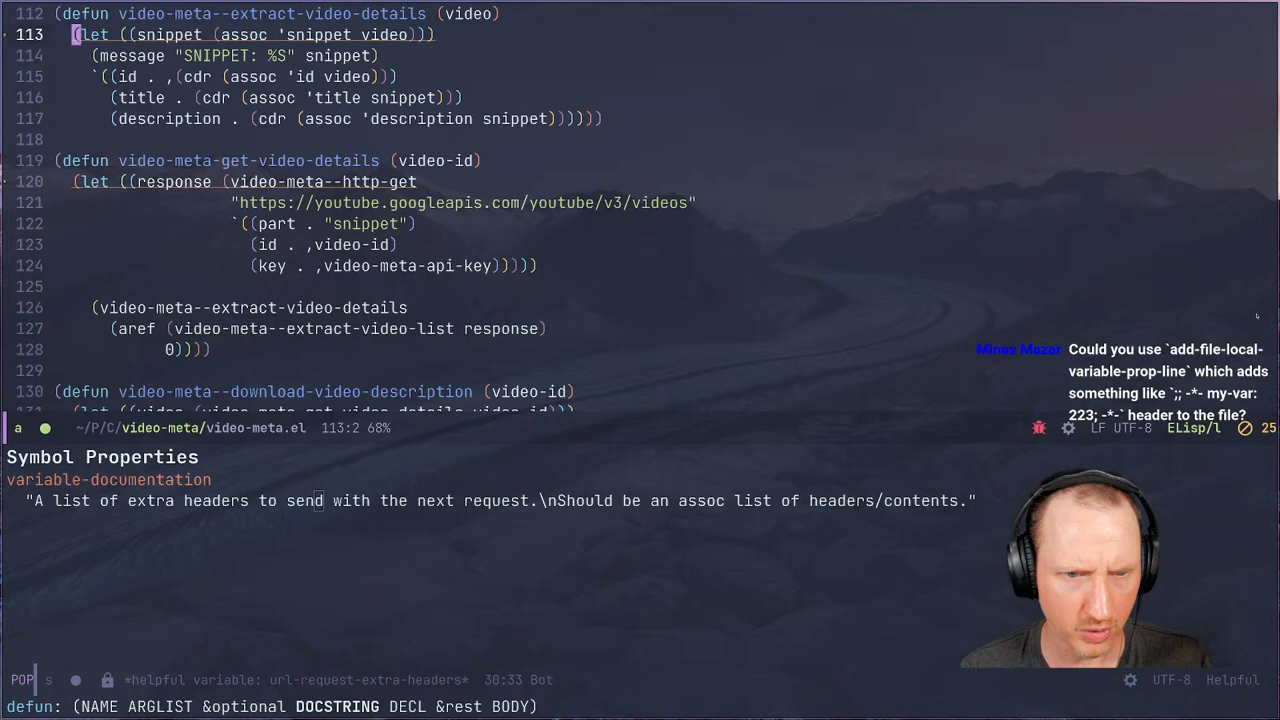 112 (defun video-meta--extract-video-details (video)
113   (let ((snippet (assoc 'snippet video)))
114     (message "SNIPPET: %S" snippet)
115     `((id . ,(cdr (assoc 'id video)))
116       (title . (cdr (assoc 'title snippet)))
117       (description . (cdr (assoc 'description snippet))))))
118
119 (defun video-meta-get-video-details (video-id)
120   (let ((response (video-meta--http-get
121                    "https://youtube.googleapis.com/youtube/v3/videos"
122                    `((part . "snippet")
123                      (id . ,video-id)
124                      (key . ,video-meta-api-key)))))
125
126     (video-meta--extract-video-details
127       (aref (video-meta--extract-video-list response)
128             0))))
129
130 (defun video-meta--download-video-description (video-id)
Minas Mazar Could you use `add-file-local-
variable-prop-line` which adds
something like `;; -*- my-var:
223; -*-` header to the file?
a ~/P/C/video-meta/video-meta.el 113:2 68% LF UTF-8 ELisp/l 25
Symbol Properties
variable-documentation
"A list of extra headers to send with the next request.\nShould be an assoc list of headers/contents."
POP s *helpful variable: url-request-extra-headers* 30:33 Bot UTF-8 Helpful
defun: (NAME ARGLIST &optional DOCSTRING DECL &rest BODY)